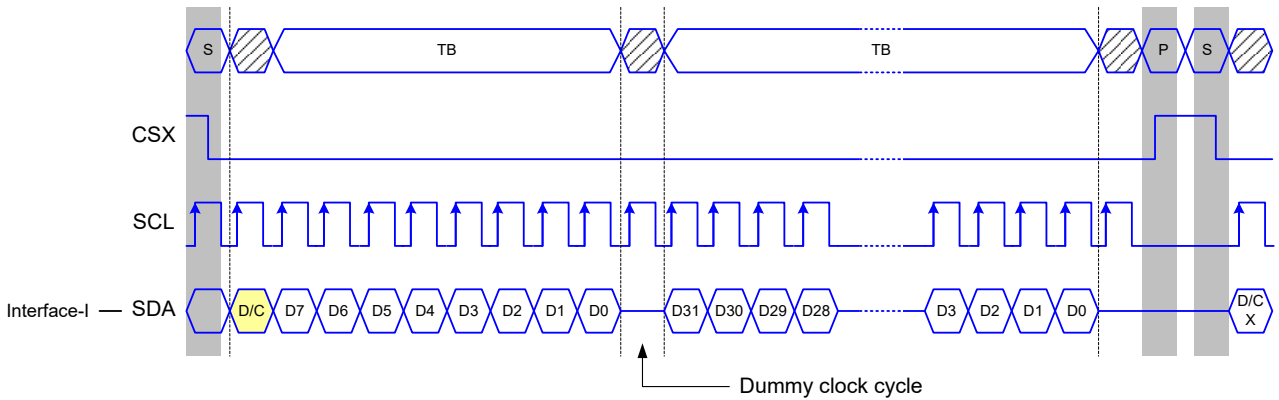 S TB TB P S
CSX
SCL
Interface-I SDA D/C D7 D6 D5 D4 D3 D2 D1 D0 D31 D30 D29 D28 D3 D2 D1 D0 D/C
X
Dummy clock cycle